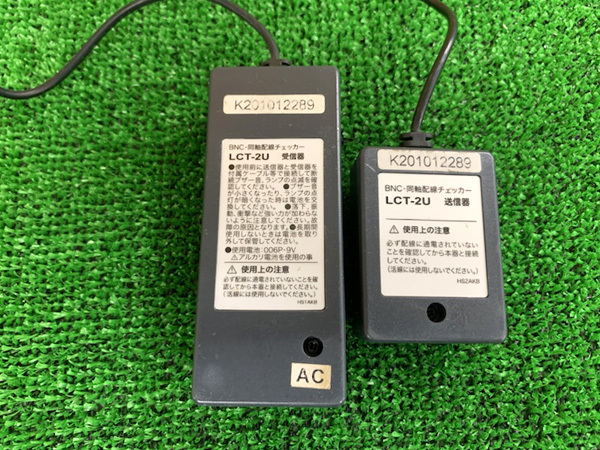 K201012289
BNC・同軸配線チェッカー
LCT-2U 受信器
●使用前に送信器と受信器を
付属ケーブル等で接続して断
続ブザー音、ランプの点滅を確
認してください。 ●ブザー音
が小さくなったり、ランプの点
灯が暗くなった時は電池を交
換してください。 ●落下、振
動、衝撃など強い力が加わらな
いように注意してください。故
障の原因となります。●長期間
使用しないときは電池を取り
外して保管してください。
●使用電池：006P・9V
⚠アルカリ電池を使用の事
⚠ 使用上の注意
必ず配線に通電されていないことを確
認してから本器と接続してください。
（活線には使用しないでください。）
HS1AKB
AC
K201012289
BNC・同軸配線チェッカー
LCT-2U 送信器
⚠ 使用上の注意
必ず配線に通電されていない
ことを確認してから本器と接続
してください。
（活線には使用しないでください。）
HS2AKB